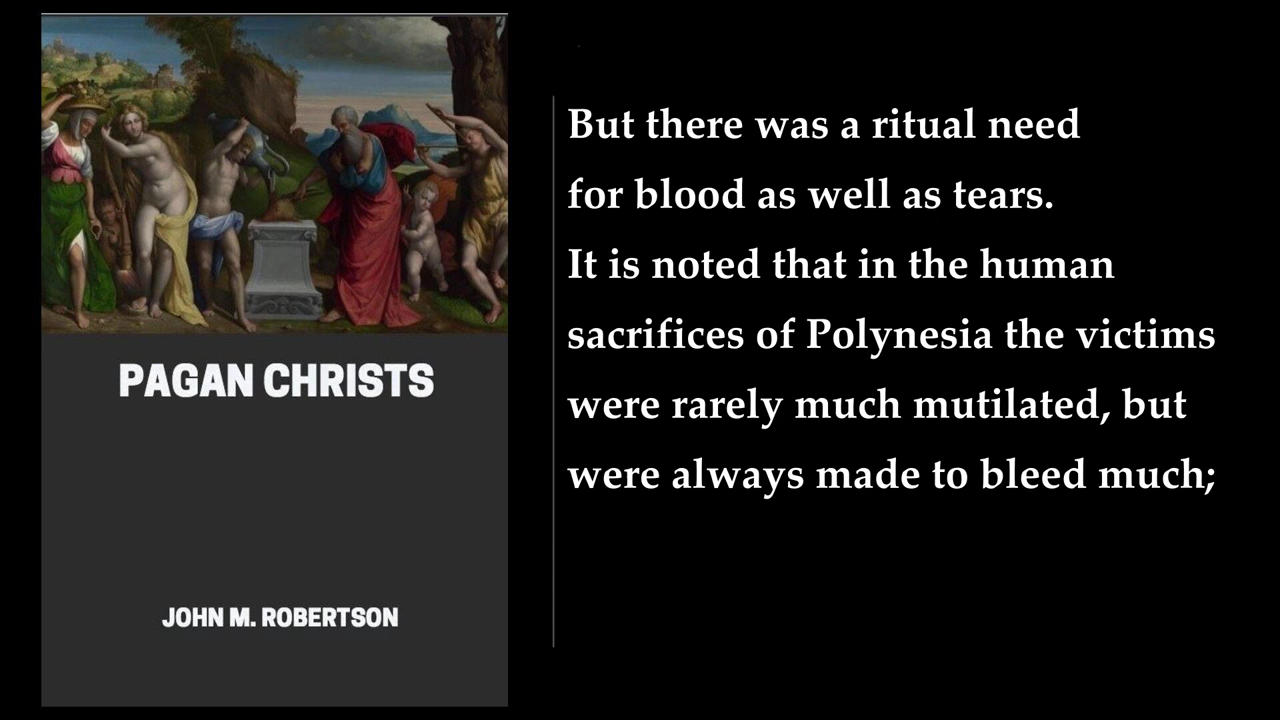 PAGAN CHRISTS
JOHN M. ROBERTSON
But there was a ritual need
for blood as well as tears.
It is noted that in the human
sacrifices of Polynesia the victims
were rarely much mutilated, but
were always made to bleed much;